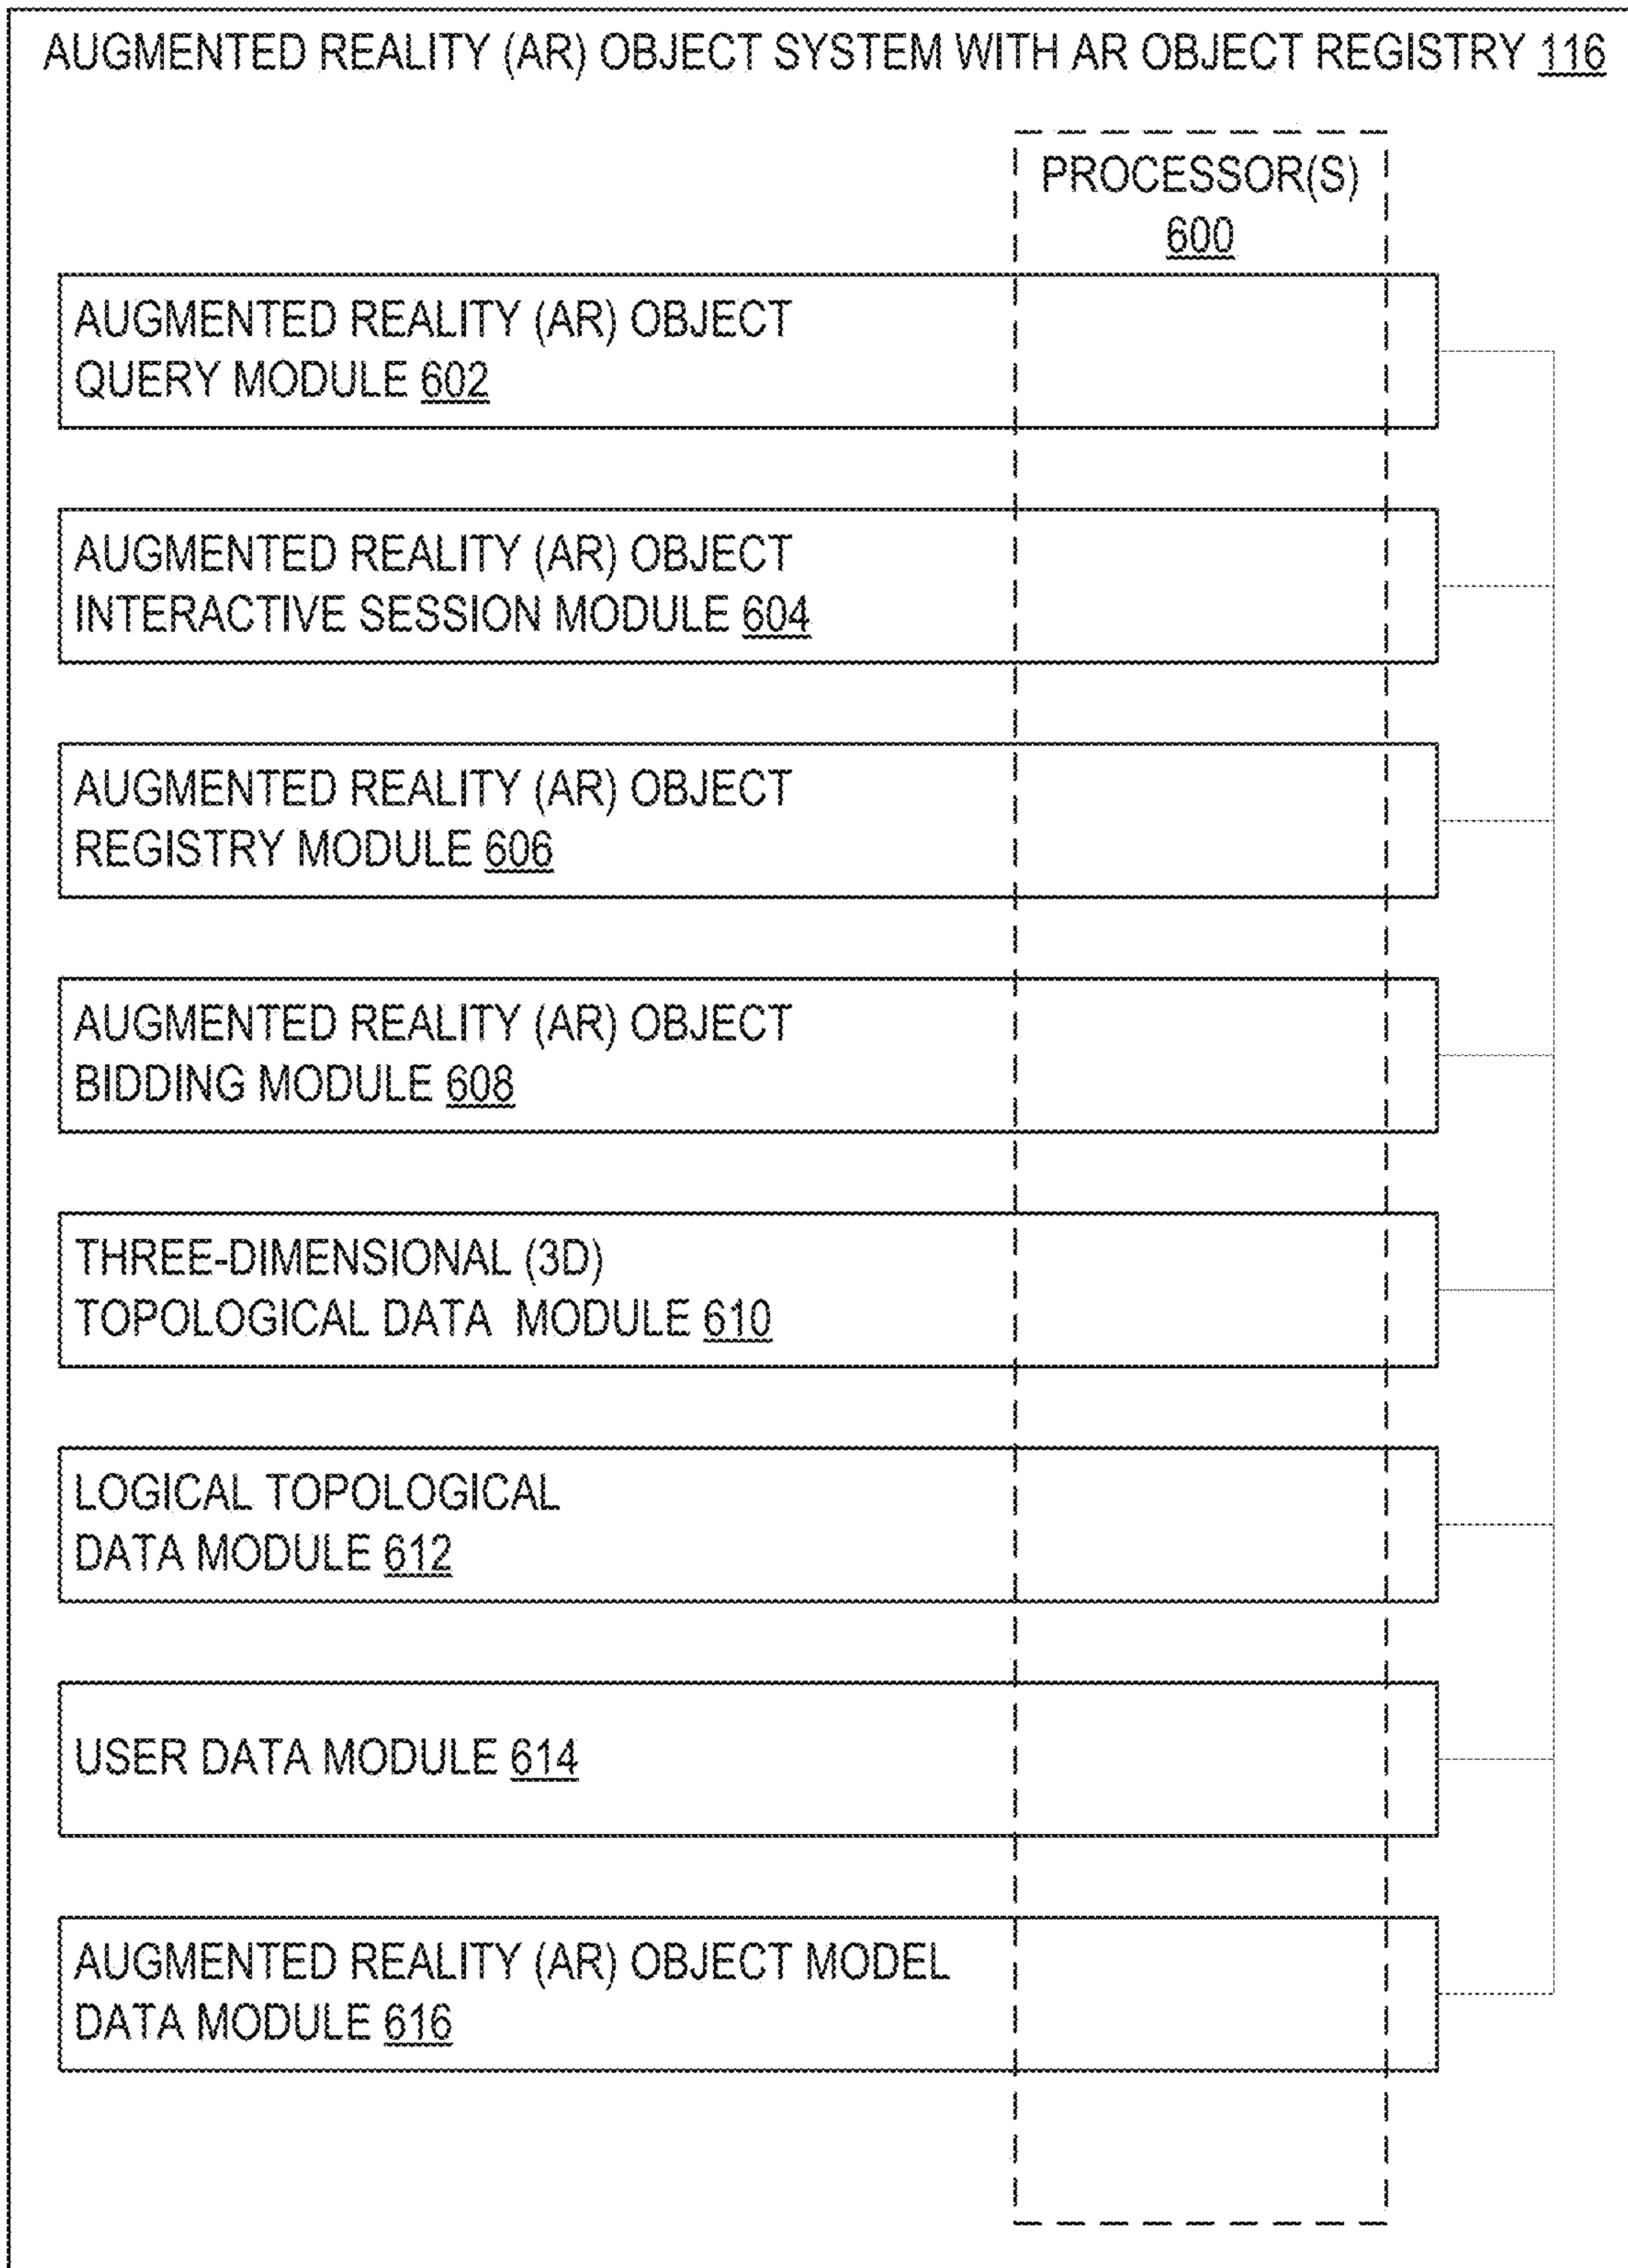 AUGMENTED REALITY (AR) OBJECT SYSTEM WITH AR OBJECT REGISTRY 116
PROCESSOR(S)
600
AUGMENTED REALITY (AR) OBJECT
QUERY MODULE 602
AUGMENTED REALITY (AR) OBJECT
INTERACTIVE SESSION MODULE 604
AUGMENTED REALITY (AR) OBJECT
REGISTRY MODULE 606
AUGMENTED REALITY (AR) OBJECT
BIDDING MODULE 608
THREE-DIMENSIONAL (3D)
TOPOLOGICAL DATA MODULE 610
LOGICAL TOPOLOGICAL
DATA MODULE 612
USER DATA MODULE 614
AUGMENTED REALITY (AR) OBJECT MODEL
DATA MODULE 616